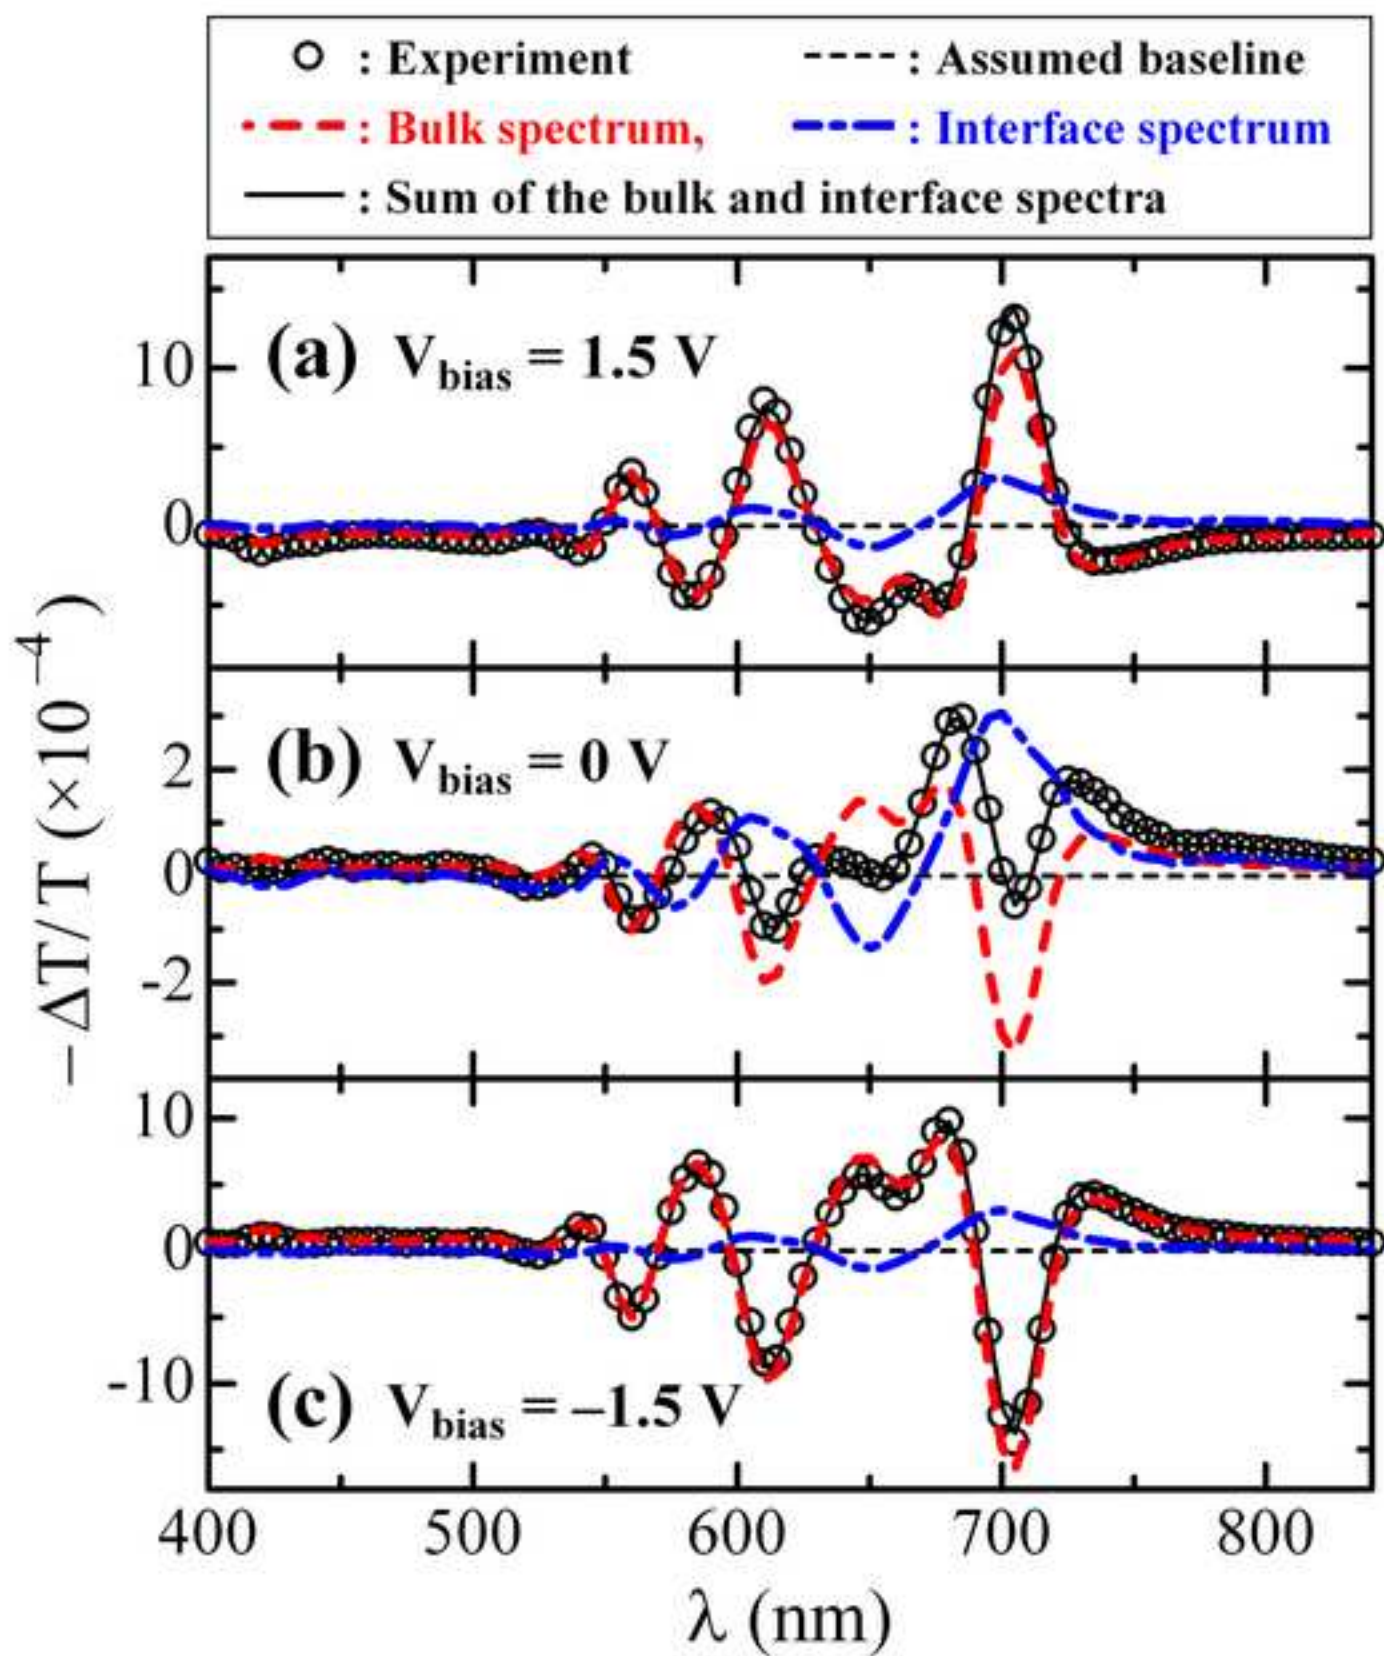 : Experiment : Assumed baseline
: Bulk spectrum, : Interface spectrum
: Sum of the bulk and interface spectra
(a) V_bias = 1.5 V
10
0
(b) V_bias = 0 V
2
0
-2
−ΔT/T (×10⁻⁴)
10
0
-10
(c) V_bias = –1.5 V
400 500 600 700 800
λ (nm)